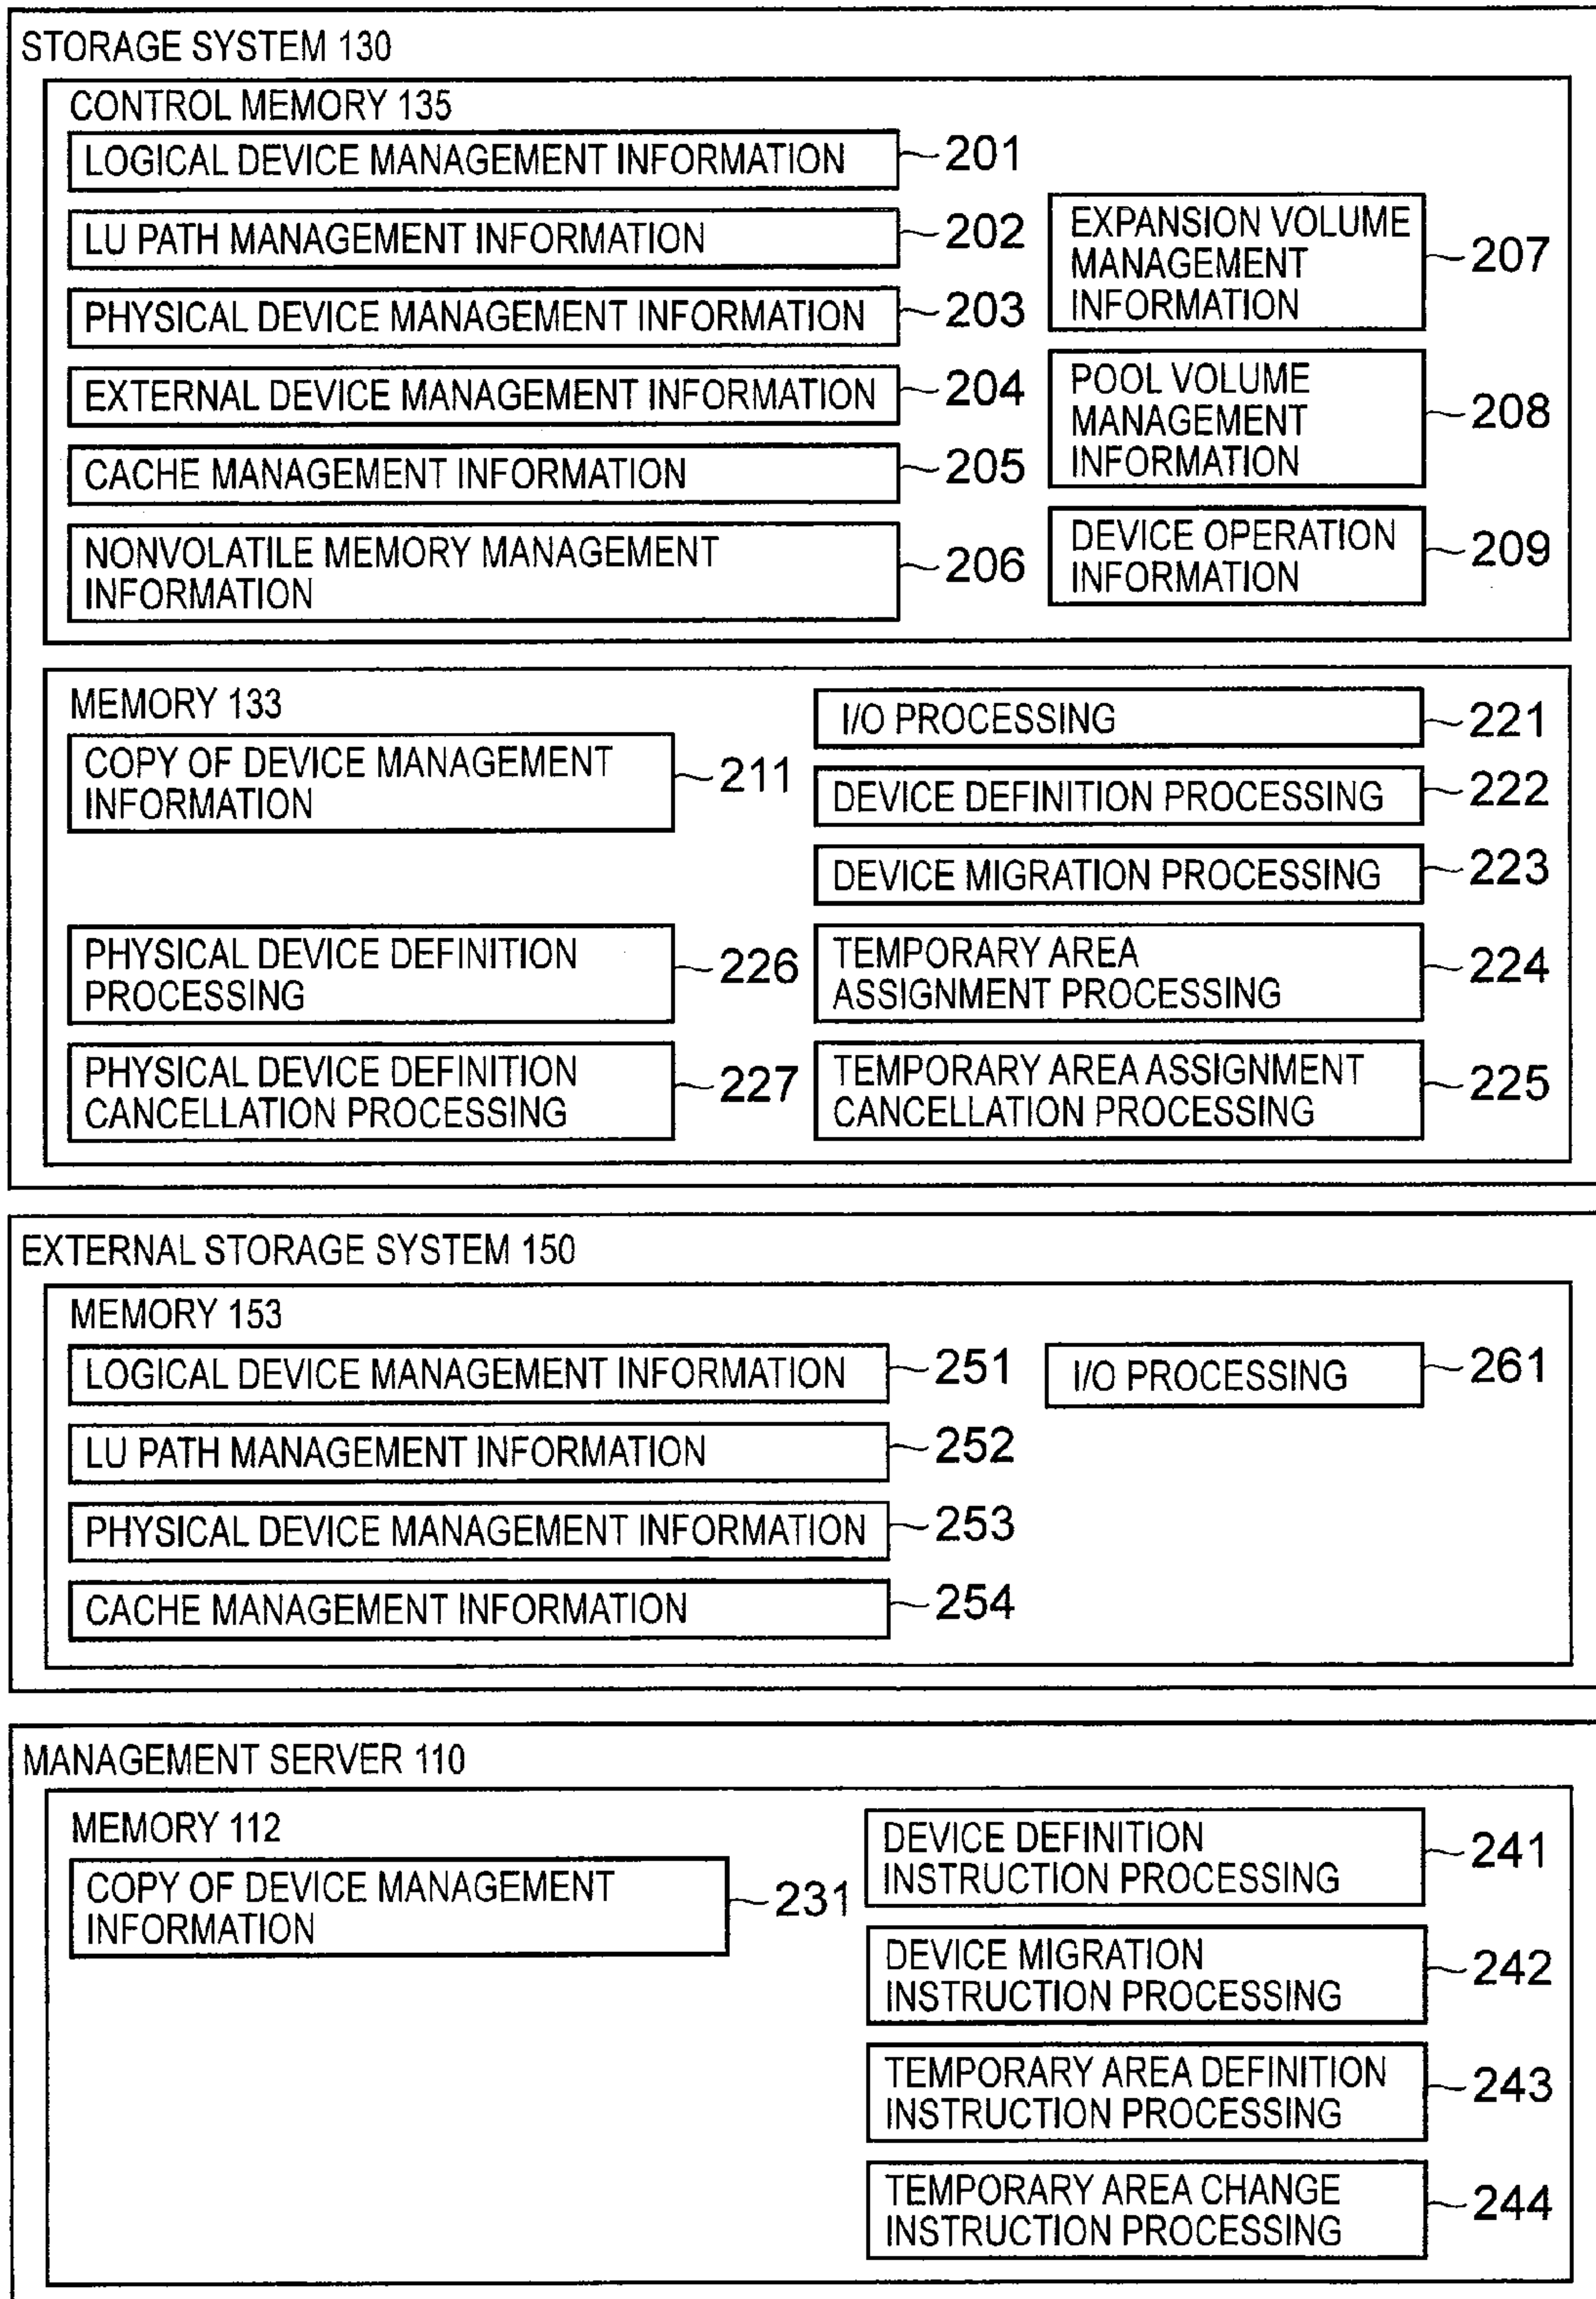 STORAGE SYSTEM 130
CONTROL MEMORY 135
LOGICAL DEVICE MANAGEMENT INFORMATION
201
LU PATH MANAGEMENT INFORMATION
202
PHYSICAL DEVICE MANAGEMENT INFORMATION
203
EXTERNAL DEVICE MANAGEMENT INFORMATION
204
CACHE MANAGEMENT INFORMATION
205
NONVOLATILE MEMORY MANAGEMENT
INFORMATION
206
EXPANSION VOLUME
MANAGEMENT
INFORMATION
207
POOL VOLUME
MANAGEMENT
INFORMATION
208
DEVICE OPERATION
INFORMATION
209
MEMORY 133
COPY OF DEVICE MANAGEMENT
INFORMATION
211
PHYSICAL DEVICE DEFINITION
PROCESSING
226
PHYSICAL DEVICE DEFINITION
CANCELLATION PROCESSING
227
I/O PROCESSING
221
DEVICE DEFINITION PROCESSING
222
DEVICE MIGRATION PROCESSING
223
TEMPORARY AREA
ASSIGNMENT PROCESSING
224
TEMPORARY AREA ASSIGNMENT
CANCELLATION PROCESSING
225
EXTERNAL STORAGE SYSTEM 150
MEMORY 153
LOGICAL DEVICE MANAGEMENT INFORMATION
251
LU PATH MANAGEMENT INFORMATION
252
PHYSICAL DEVICE MANAGEMENT INFORMATION
253
CACHE MANAGEMENT INFORMATION
254
I/O PROCESSING
261
MANAGEMENT SERVER 110
MEMORY 112
COPY OF DEVICE MANAGEMENT
INFORMATION
231
DEVICE DEFINITION
INSTRUCTION PROCESSING
241
DEVICE MIGRATION
INSTRUCTION PROCESSING
242
TEMPORARY AREA DEFINITION
INSTRUCTION PROCESSING
243
TEMPORARY AREA CHANGE
INSTRUCTION PROCESSING
244